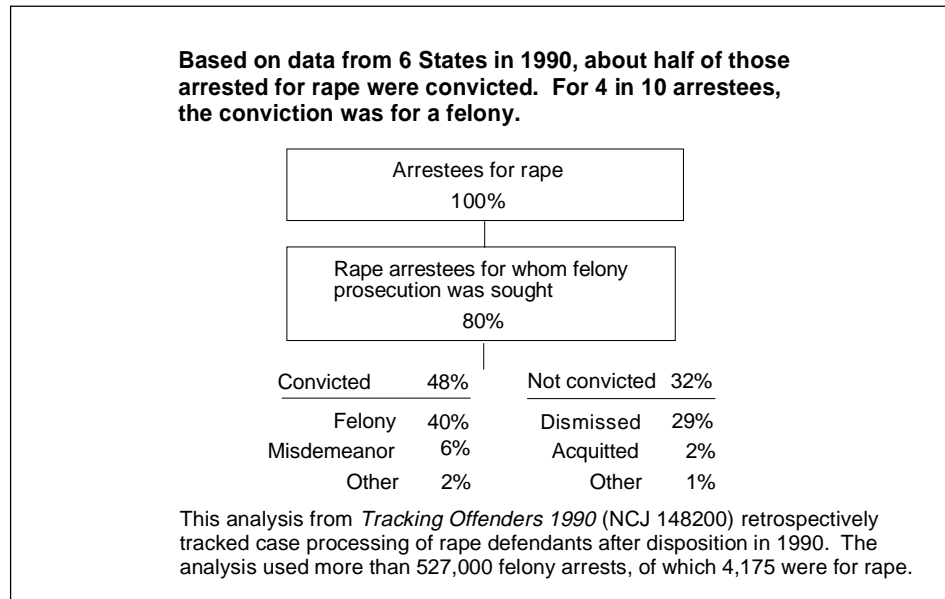 Based on data from 6 States in 1990, about half of those
arrested for rape were convicted.  For 4 in 10 arrestees,
the conviction was for a felony.
Arrestees for rape
100%
Rape arrestees for whom felony
prosecution was sought
80%
Convicted 48% Not convicted 32%
Felony 40% Dismissed 29%
Misdemeanor 6% Acquitted 2%
Other 2% Other 1%
This analysis from Tracking Offenders 1990 (NCJ 148200) retrospectively
tracked case processing of rape defendants after disposition in 1990.  The
analysis used more than 527,000 felony arrests, of which 4,175 were for rape.